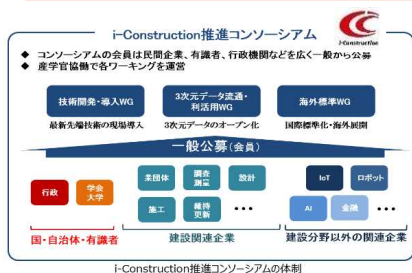 i-Construction推進コンソーシアム
i-Construction
◆ コンソーシアムの会員は民間企業、有識者、行政機関などを広く一般から公募
◆ 産学官協働で各ワーキングを運営
技術開発・導入WG
3次元データ流通・
利活用WG
海外標準WG
最新先端技術の現場導入
3次元データのオープン化
国際標準化・海外展開
一般公募(会員)
行政
学会
大学
業団体
調査
測量
設計
施工
維持
更新
•••
IoT
ロボット
AI
金融
•••
国・自治体・有識者
建設関連企業
建設分野以外の関連企業
i-Construction推進コンソーシアムの体制